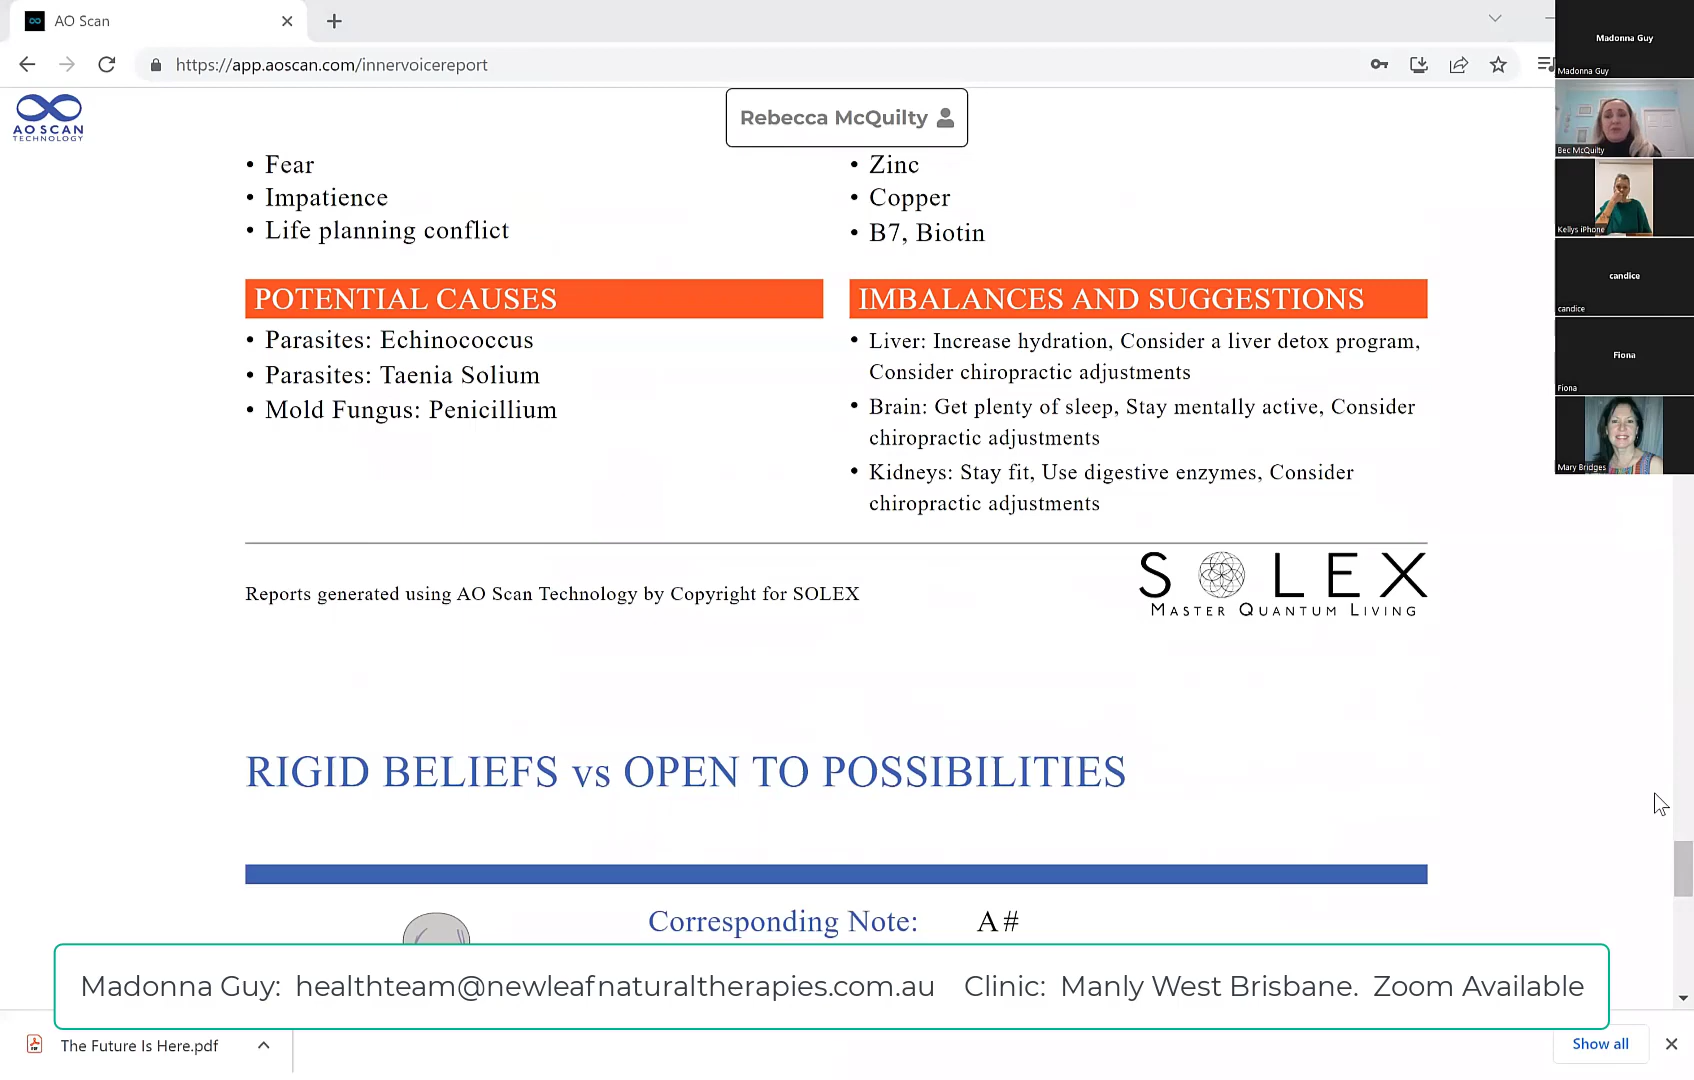 AO Scan
https://app.aoscan.com/innervoicereport
AO SCAN
TECHNOLOGY
Rebecca McQuilty
• Fear
• Impatience
• Life planning conflict
• Zinc
• Copper
• B7, Biotin
POTENTIAL CAUSES
• Parasites: Echinococcus
• Parasites: Taenia Solium
• Mold Fungus: Penicillium
IMBALANCES AND SUGGESTIONS
• Liver: Increase hydration, Consider a liver detox program,
Consider chiropractic adjustments
• Brain: Get plenty of sleep, Stay mentally active, Consider
chiropractic adjustments
• Kidneys: Stay fit, Use digestive enzymes, Consider
chiropractic adjustments
Reports generated using AO Scan Technology by Copyright for SOLEX
SOLEX
MASTER QUANTUM LIVING
RIGID BELIEFS vs OPEN TO POSSIBILITIES
Corresponding Note: A#
Madonna Guy: healthteam@newleafnaturaltherapies.com.au Clinic: Manly West Brisbane. Zoom Available
The Future Is Here.pdf
Show all
Madonna Guy
Madonna Guy
Bec McQuilty
Kellys iPhone
candice
candice
Fiona
Fiona
Mary Bridges